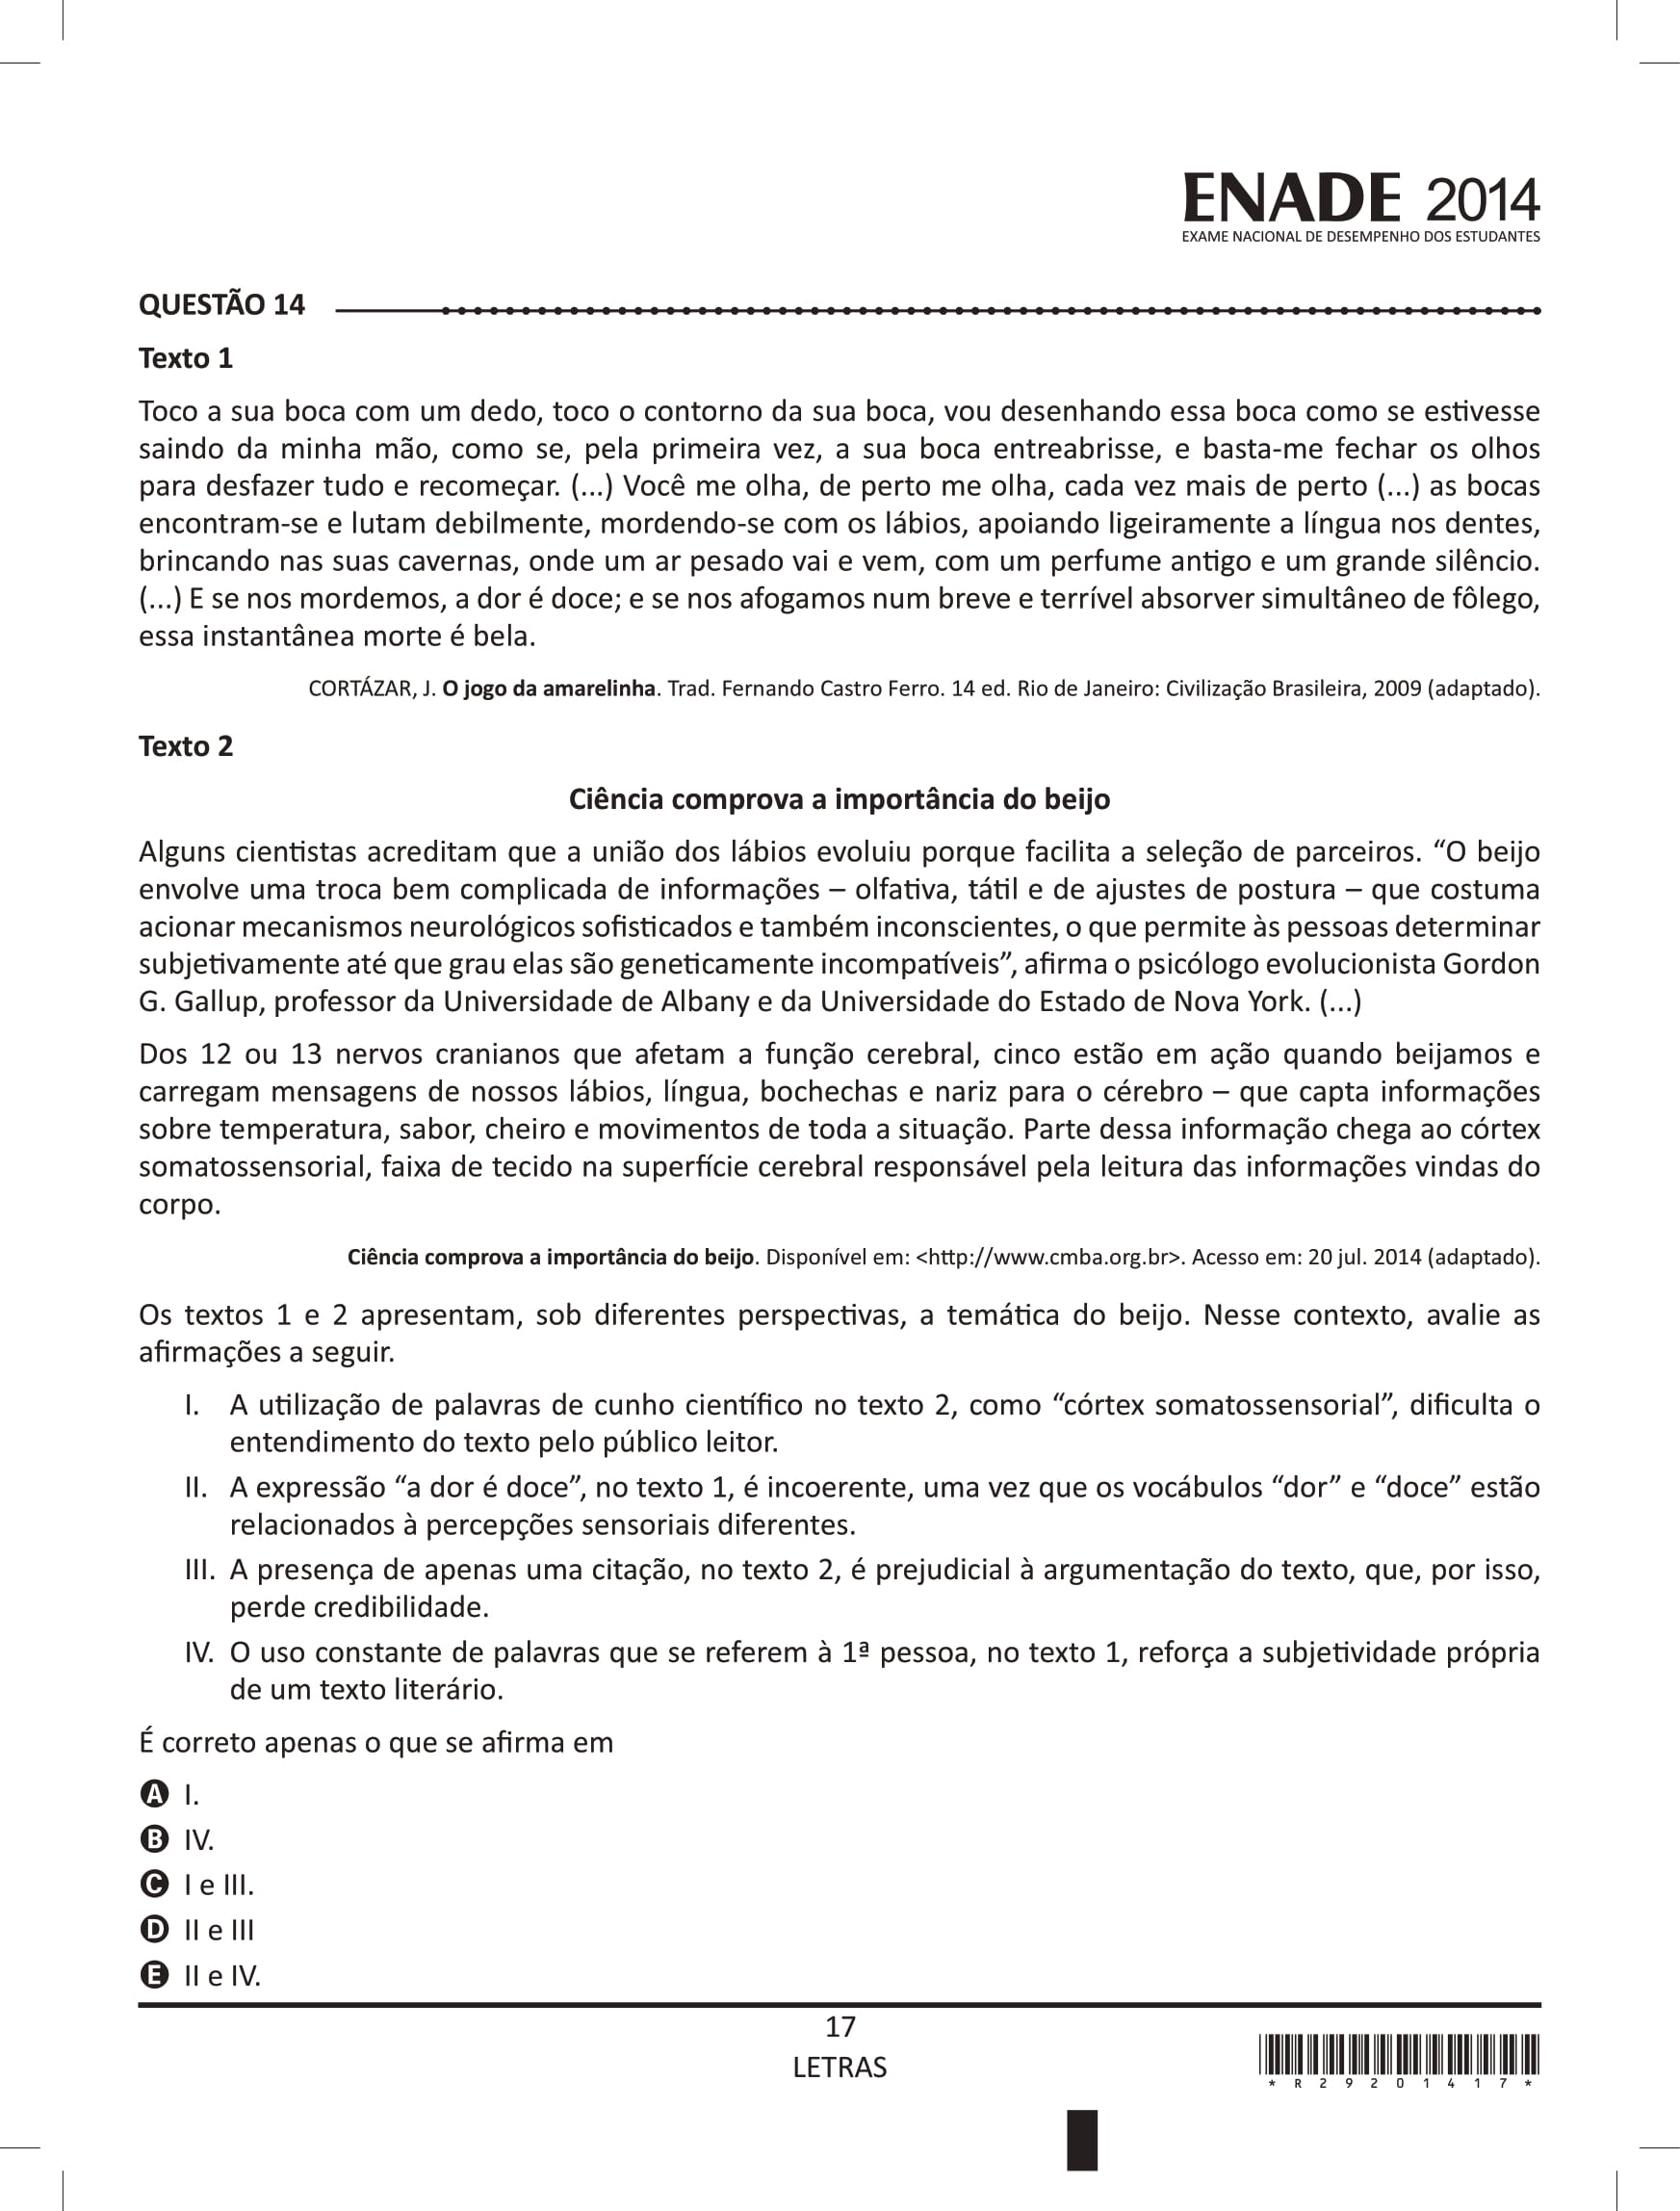 ENADE 2014
EXAME NACIONAL DE DESEMPENHO DOS ESTUDANTES
QUESTÃO 14
Texto 1
Toco a sua boca com um dedo, toco o contorno da sua boca, vou desenhando essa boca como se estivesse
saindo da minha mão, como se, pela primeira vez, a sua boca entreabrisse, e basta-me fechar os olhos
para desfazer tudo e recomeçar. (...) Você me olha, de perto me olha, cada vez mais de perto (...) as bocas
encontram-se e lutam debilmente, mordendo-se com os lábios, apoiando ligeiramente a língua nos dentes,
brincando nas suas cavernas, onde um ar pesado vai e vem, com um perfume antigo e um grande silêncio.
(...) E se nos mordemos, a dor é doce; e se nos afogamos num breve e terrível absorver simultâneo de fôlego,
essa instantânea morte é bela.
CORTÁZAR, J. O jogo da amarelinha. Trad. Fernando Castro Ferro. 14 ed. Rio de Janeiro: Civilização Brasileira, 2009 (adaptado).
Texto 2
Ciência comprova a importância do beijo
Alguns cientistas acreditam que a união dos lábios evoluiu porque facilita a seleção de parceiros. “O beijo
envolve uma troca bem complicada de informações – olfativa, tátil e de ajustes de postura – que costuma
acionar mecanismos neurológicos sofisticados e também inconscientes, o que permite às pessoas determinar
subjetivamente até que grau elas são geneticamente incompatíveis”, afirma o psicólogo evolucionista Gordon
G. Gallup, professor da Universidade de Albany e da Universidade do Estado de Nova York. (...)
Dos 12 ou 13 nervos cranianos que afetam a função cerebral, cinco estão em ação quando beijamos e
carregam mensagens de nossos lábios, língua, bochechas e nariz para o cérebro – que capta informações
sobre temperatura, sabor, cheiro e movimentos de toda a situação. Parte dessa informação chega ao córtex
somatossensorial, faixa de tecido na superfície cerebral responsável pela leitura das informações vindas do
corpo.
Ciência comprova a importância do beijo. Disponível em: <http://www.cmba.org.br>. Acesso em: 20 jul. 2014 (adaptado).
Os textos 1 e 2 apresentam, sob diferentes perspectivas, a temática do beijo. Nesse contexto, avalie as
afirmações a seguir.
I. A utilização de palavras de cunho científico no texto 2, como “córtex somatossensorial”, dificulta o
entendimento do texto pelo público leitor.
II. A expressão “a dor é doce”, no texto 1, é incoerente, uma vez que os vocábulos “dor” e “doce” estão
relacionados à percepções sensoriais diferentes.
III. A presença de apenas uma citação, no texto 2, é prejudicial à argumentação do texto, que, por isso,
perde credibilidade.
IV. O uso constante de palavras que se referem à 1ª pessoa, no texto 1, reforça a subjetividade própria
de um texto literário.
É correto apenas o que se afirma em
A I.
B IV.
C I e III.
D II e III
E II e IV.
17
LETRAS
* R 2 9 2 0 1 4 1 7 *